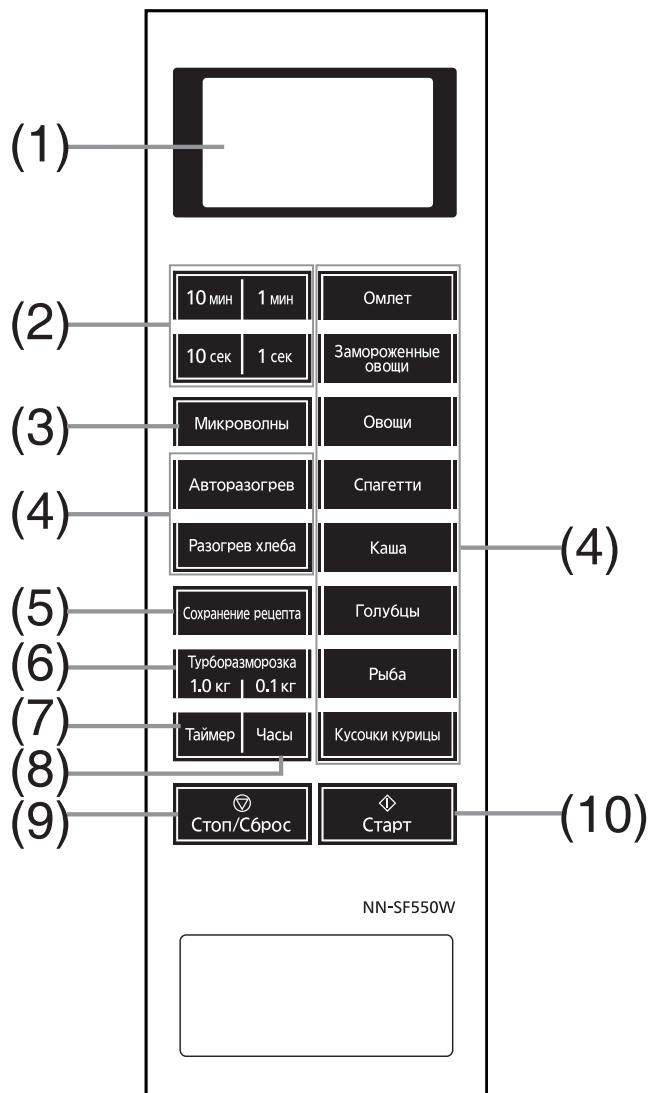 (1)
(2)
10 мин 1 мин
10 сек 1 сек
(3)
Микроволны
(4)
Авторазогрев
Разогрев хлеба
(5)
Сохранение рецепта
(6)
Турборазморозка
1.0 кг 0.1 кг
(7)
Таймер Часы
(8)
Омлет
Замороженные
овощи
Овощи
Спагетти
Каша
(4)
Голубцы
Рыба
Кусочки курицы
(9)
Стоп/Сброс
Старт
(10)
NN-SF550W